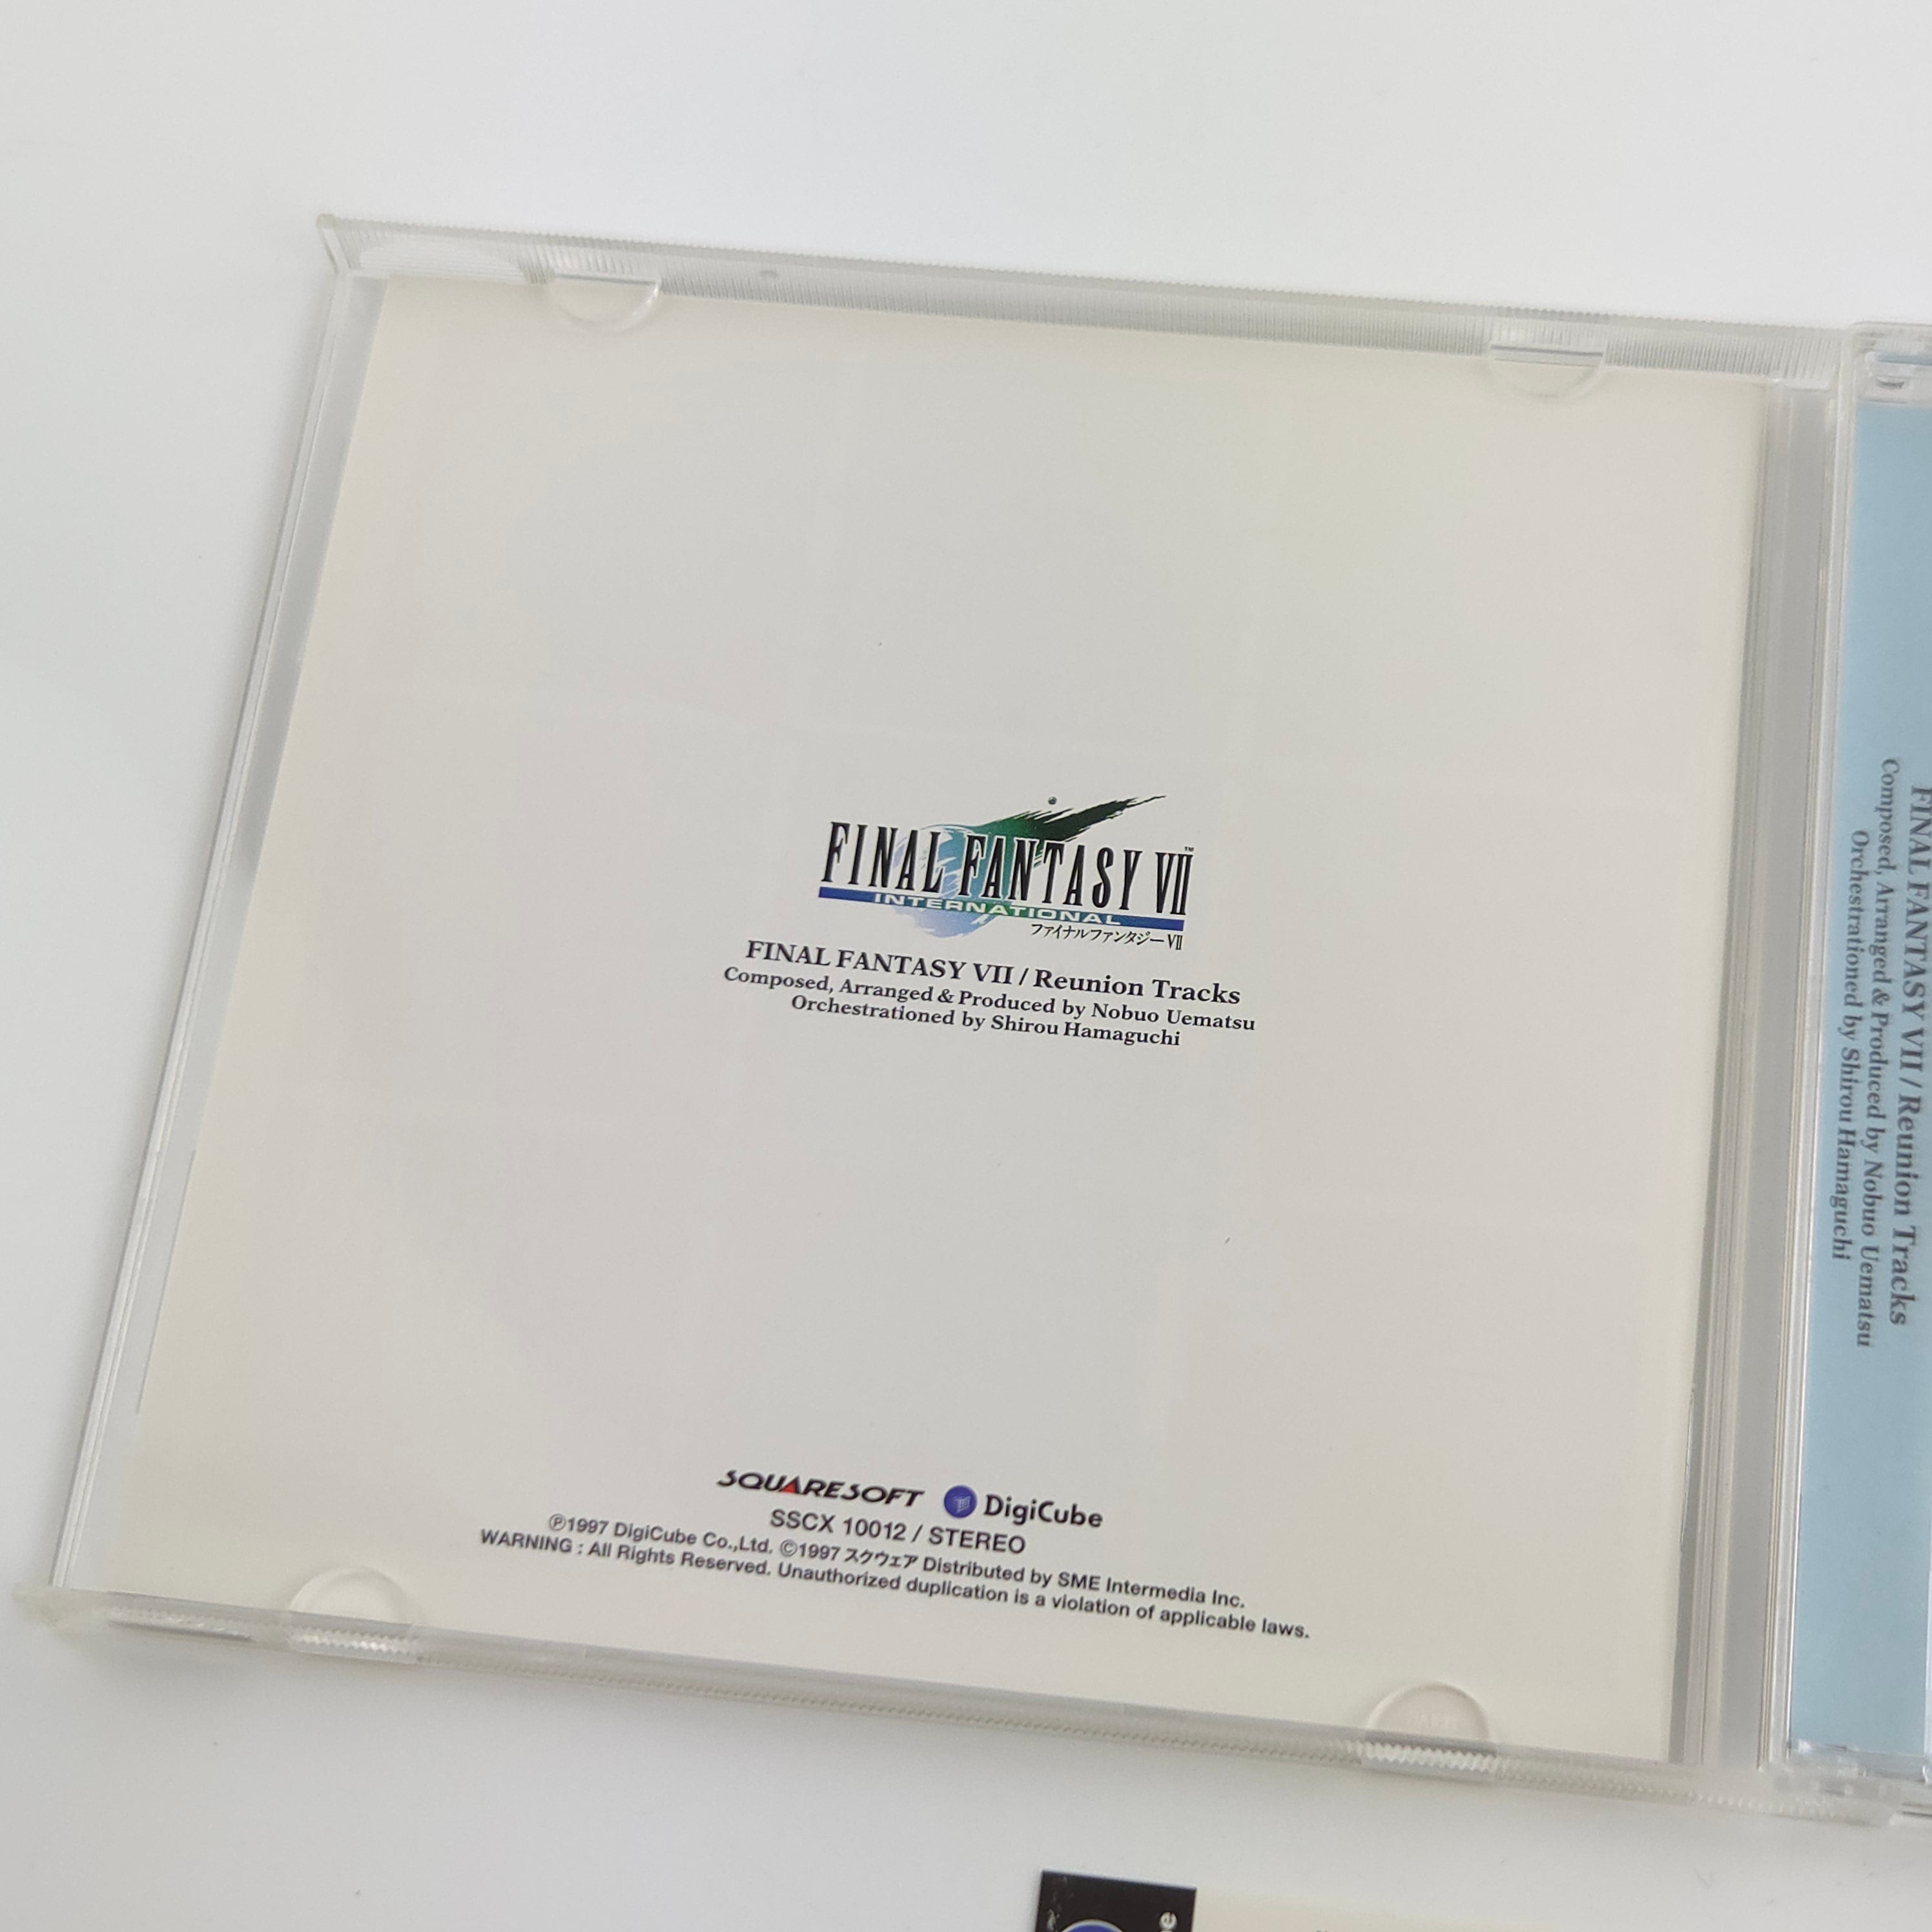 FINAL FANTASY VII™
INTERNATIONAL
ファイナルファンタジーVII
FINAL FANTASY VII / Reunion Tracks
Composed, Arranged & Produced by Nobuo Uematsu
Orchestrationed by Shirou Hamaguchi
SQUARESOFT DigiCube
SSCX 10012 / STEREO
Ⓟ1997 DigiCube Co.,Ltd. ©1997 スクウェア Distributed by SME Intermedia Inc.
WARNING : All Rights Reserved. Unauthorized duplication is a violation of applicable laws.
FINAL FANTASY VII / Reunion Tracks
Composed, Arranged & Produced by Nobuo Uematsu
Orchestrationed by Shirou Hamaguchi